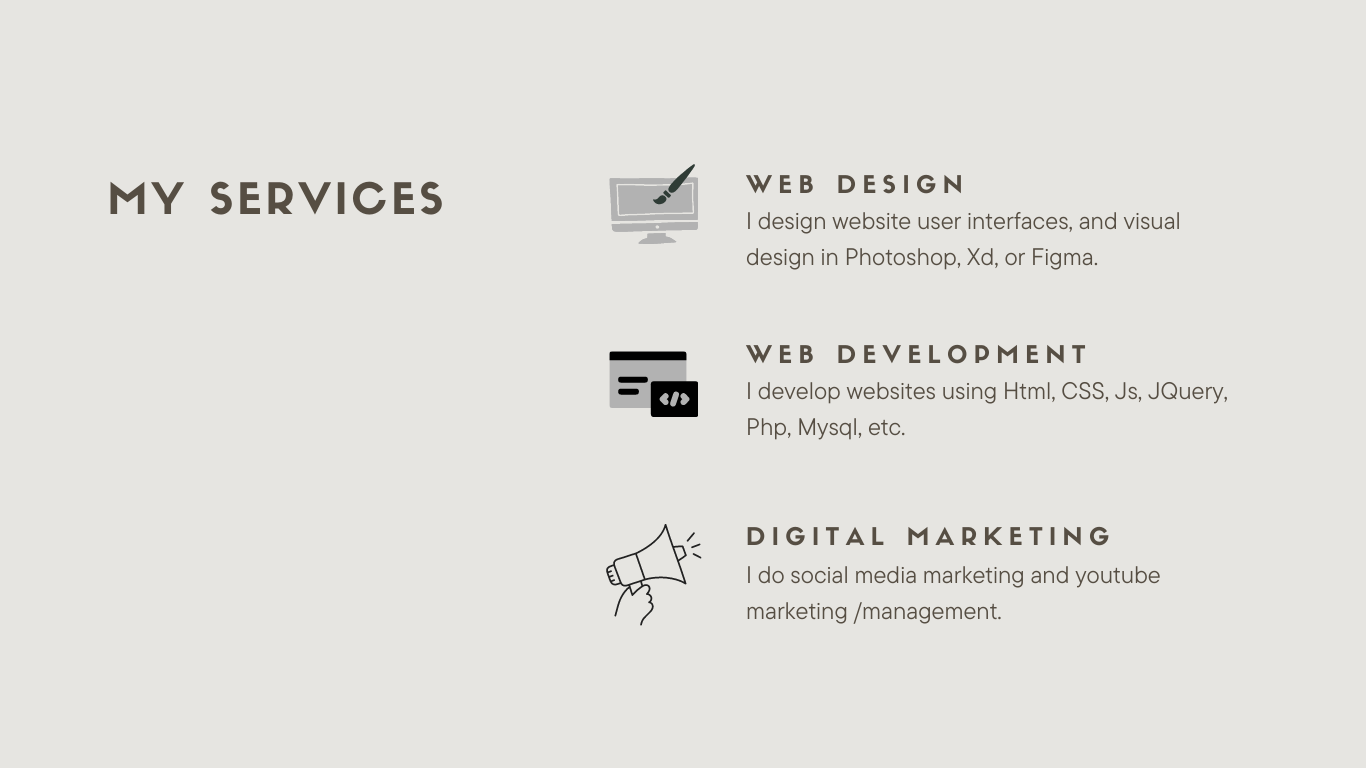 MY SERVICES
WEB DESIGN
I design website user interfaces, and visual
design in Photoshop, Xd, or Figma.
WEB DEVELOPMENT
I develop websites using Html, CSS, Js, JQuery,
Php, Mysql, etc.
</>
DIGITAL MARKETING
I do social media marketing and youtube
marketing /management.